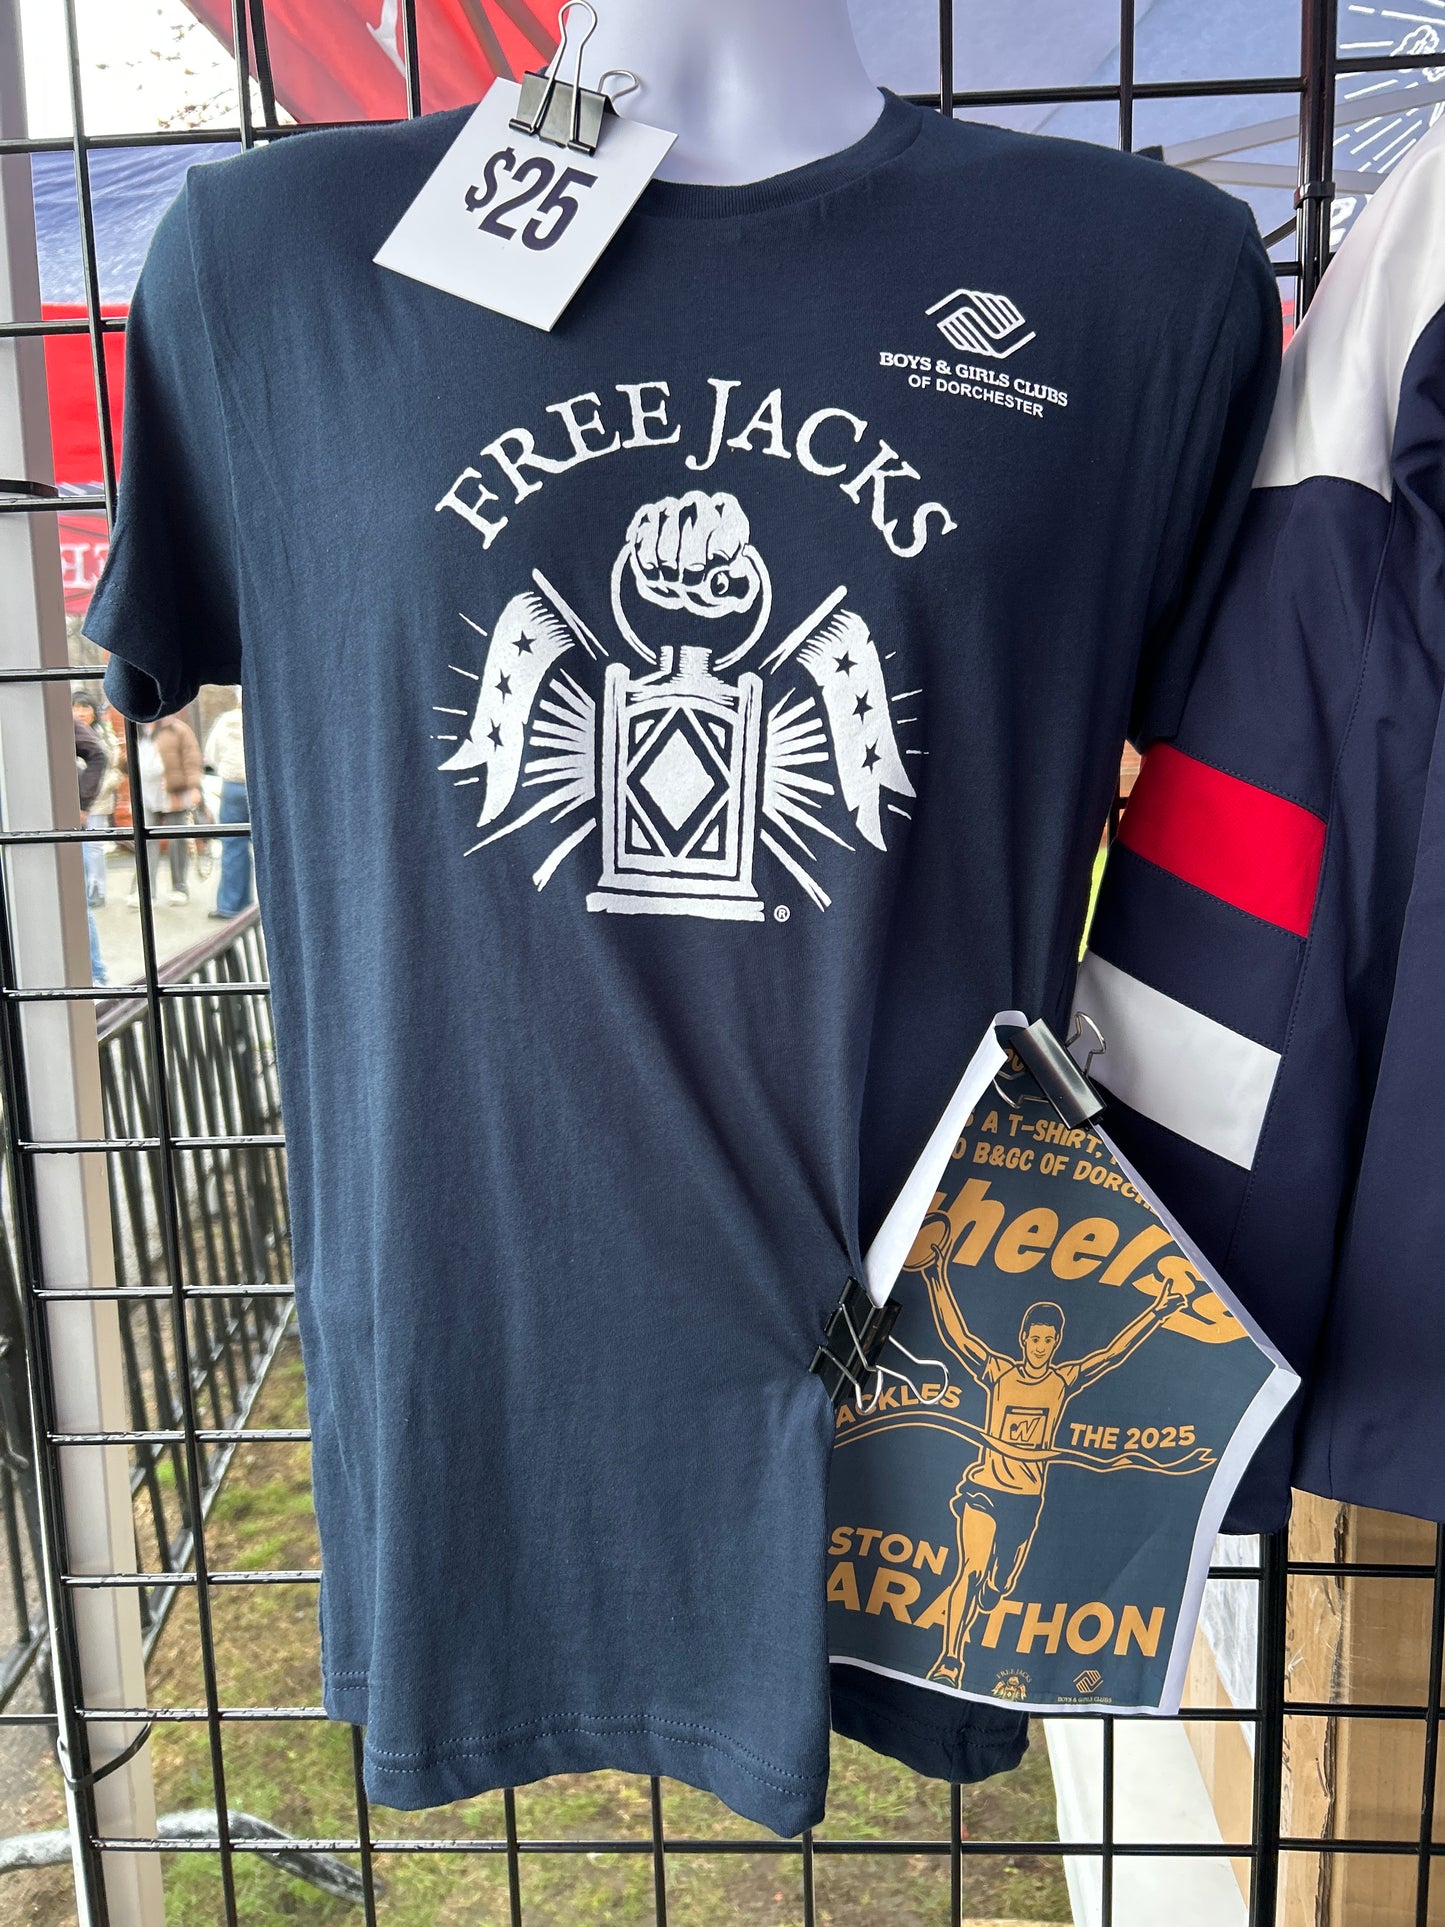 $25
BOYS & GIRLS CLUBS
OF DORCHESTER
FREE JACKS
®
A T-SHIRT,
B&GC OF DORCH
Wheelss
ACKLES
THE 2025
STON
ARATHON
FREE JACKS
BOYS & GIRLS CLUBS